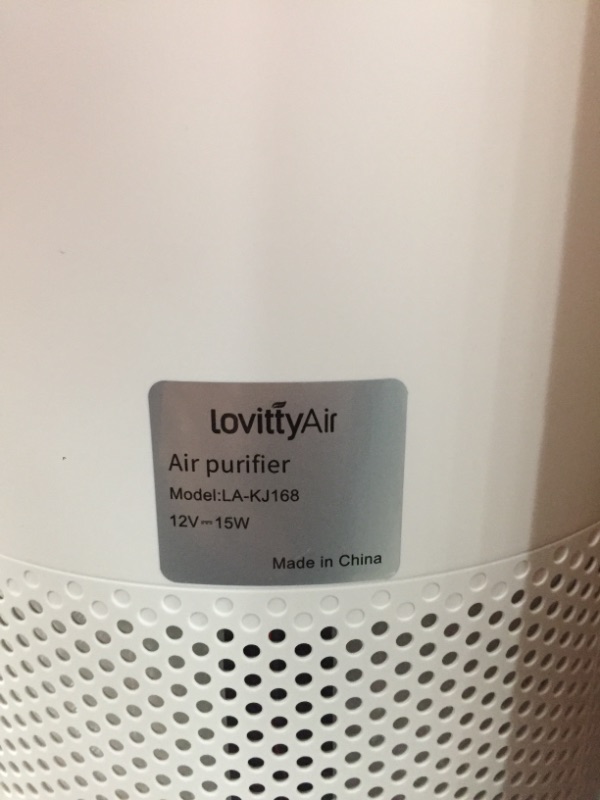 lovittyAir
Air purifier
Model:LA-KJ168
12V⎓15W
Made in China